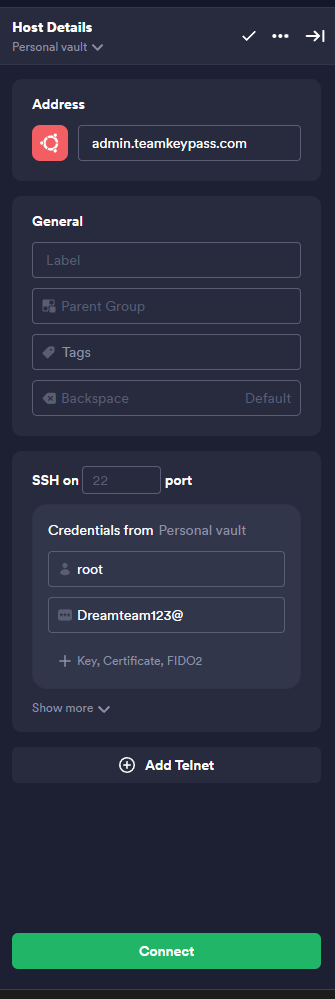 Host Details
Personal vault
Address
admin.teamkeypass.com
General
Label
Parent Group
Tags
Backspace Default
SSH on 22 port
Credentials from Personal vault
root
Dreamteam123@
Key, Certificate, FIDO2
Show more
Add Telnet
Connect